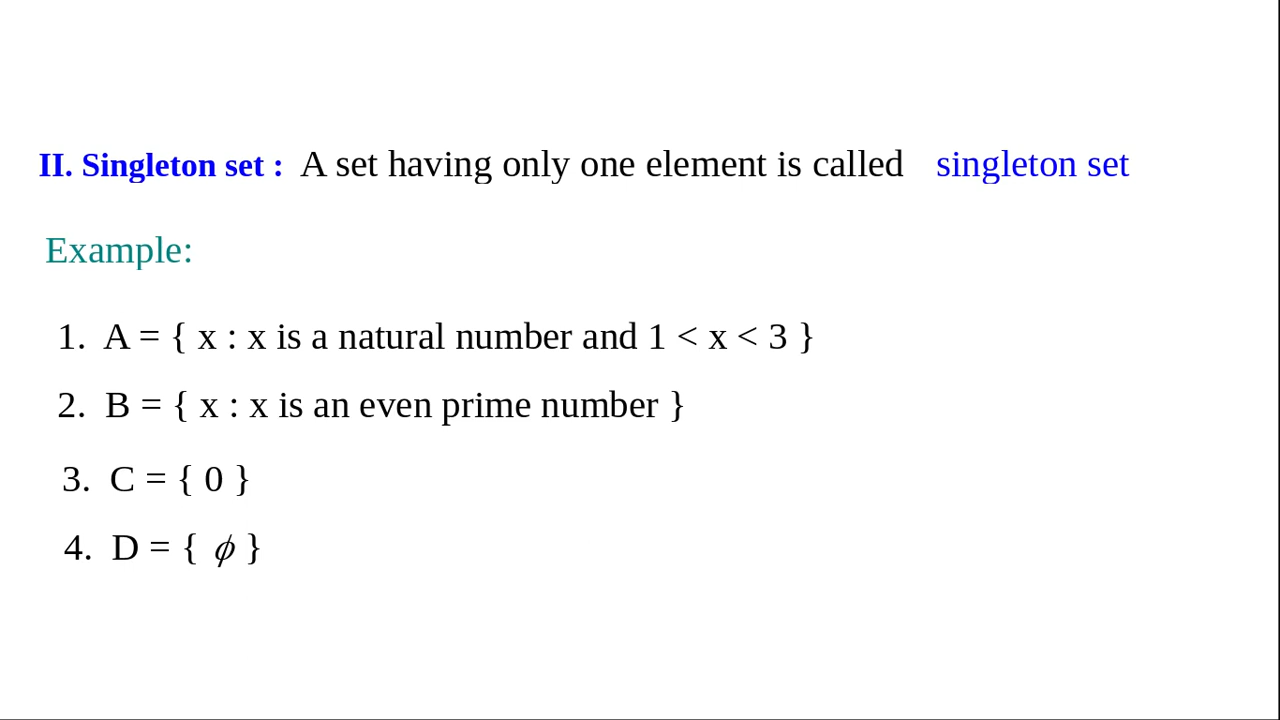 II. Singleton set : A set having only one element is called singleton set
Example:
1. A = { x : x is a natural number and 1 < x < 3 }
2. B = { x : x is an even prime number }
3. C = { 0 }
4. D = { ϕ }